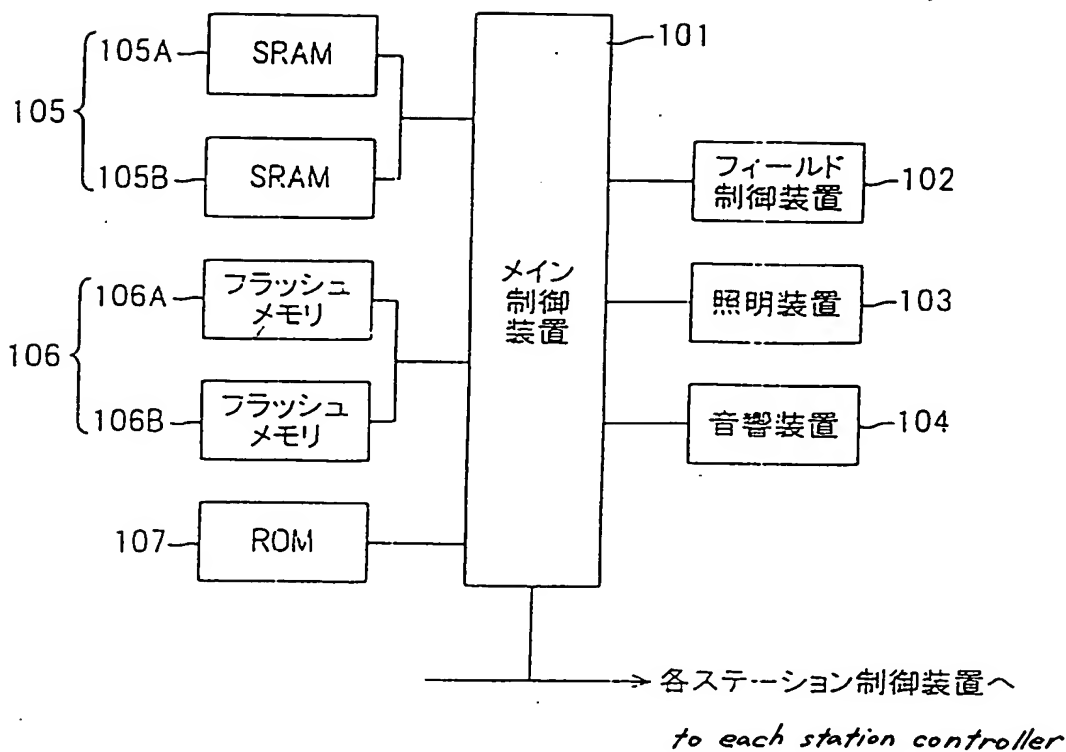 101
105A
SRAM
105
105B
SRAM
フィールド
制御装置
102
106A
フラッシュ
メモリ
メイン
制御
装置
照明装置
103
106
106B
フラッシュ
メモリ
音響装置
104
107
ROM
各ステーション制御装置へ
to each station controller